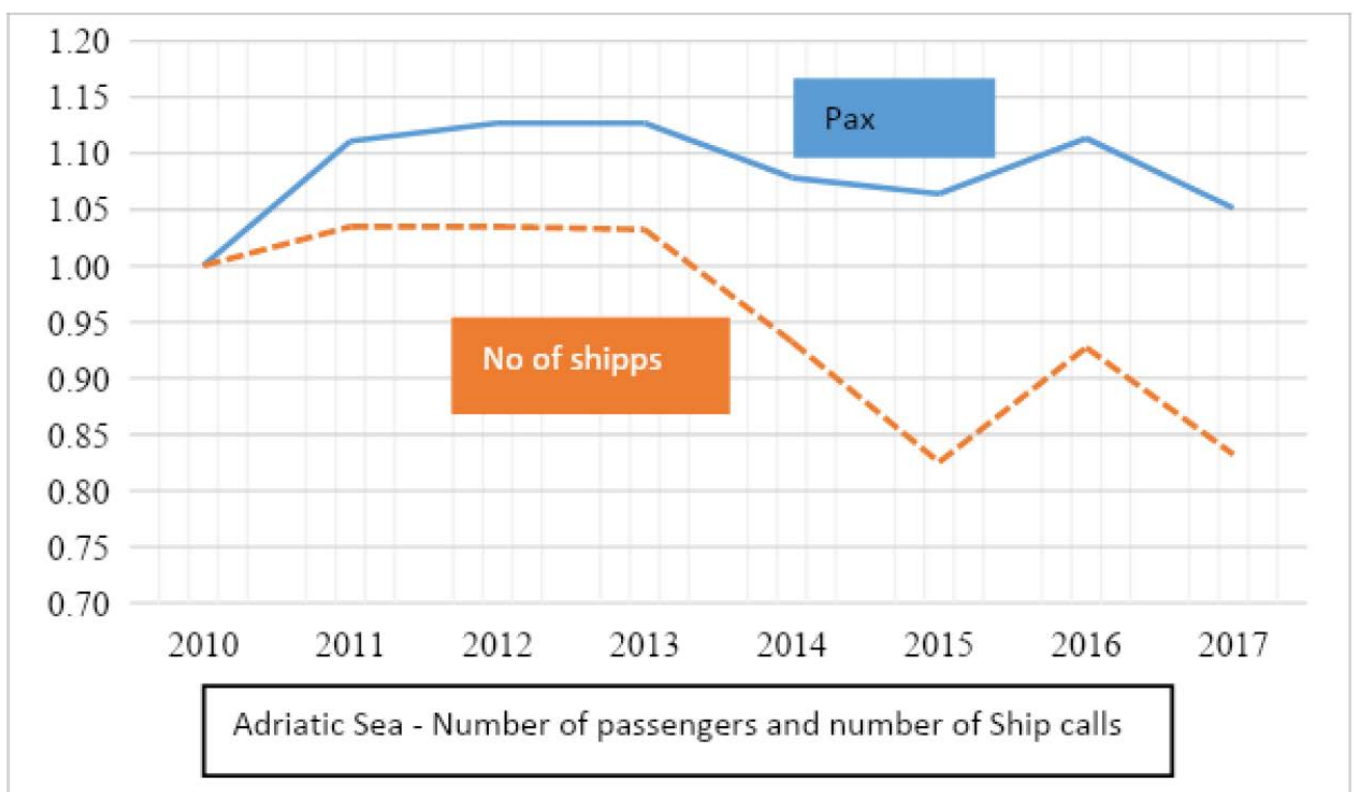 1.20
1.15
1.10
1.05
1.00
0.95
0.90
0.85
0.80
0.75
0.70
Pax
No of shipps
2010 2011 2012 2013 2014 2015 2016 2017
Adriatic Sea - Number of passengers and number of Ship calls